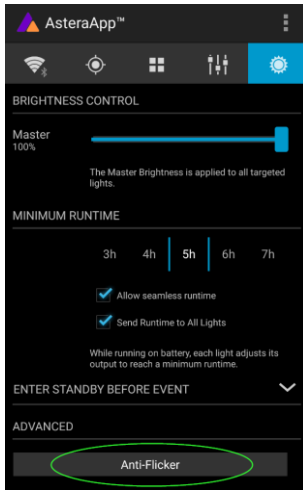 AsteraApp™
BRIGHTNESS CONTROL
Master
100%
The Master Brightness is applied to all targeted
lights.
MINIMUM RUNTIME
3h 4h 5h 6h 7h
Allow seamless runtime
Send Runtime to All Lights
While running on battery, each light adjusts its
output to reach a minimum runtime.
ENTER STANDBY BEFORE EVENT
ADVANCED
Anti-Flicker